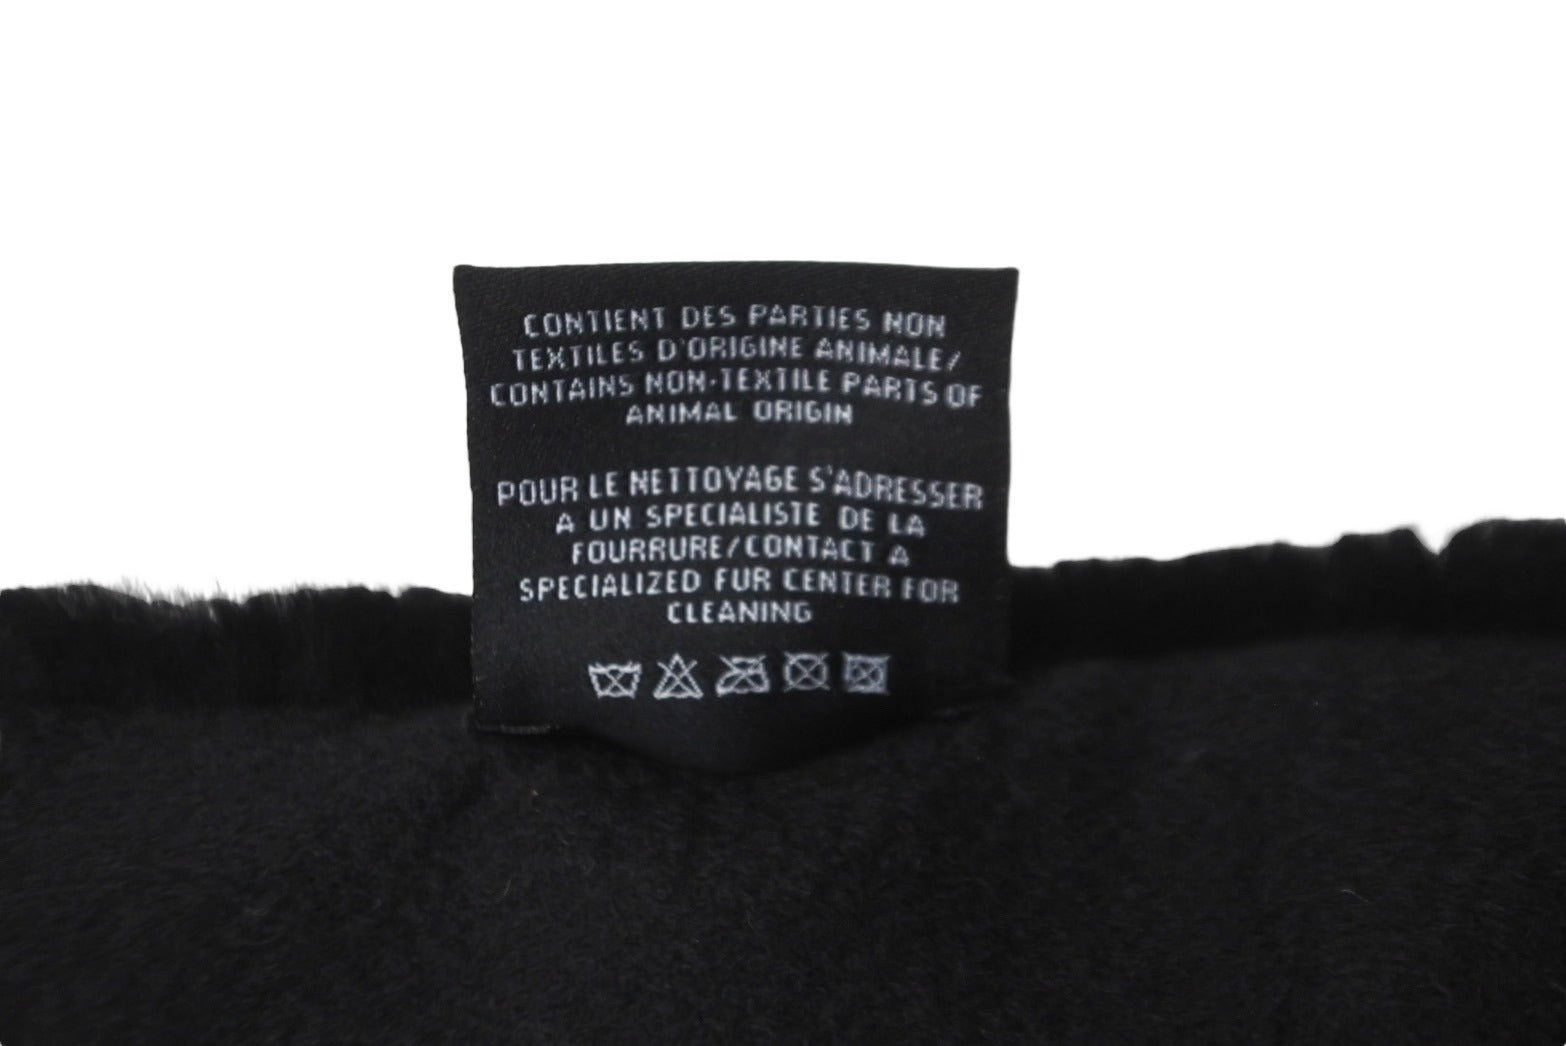 CONTIENT DES PARTIES NON
TEXTILES D'ORIGINE ANIMALE/
CONTAINS NON-TEXTILE PARTS OF
ANIMAL ORIGIN
POUR LE NETTOYAGE S'ADRESSER
A UN SPECIALISTE DE LA
FOURRURE/CONTACT A
SPECIALIZED FUR CENTER FOR
CLEANING